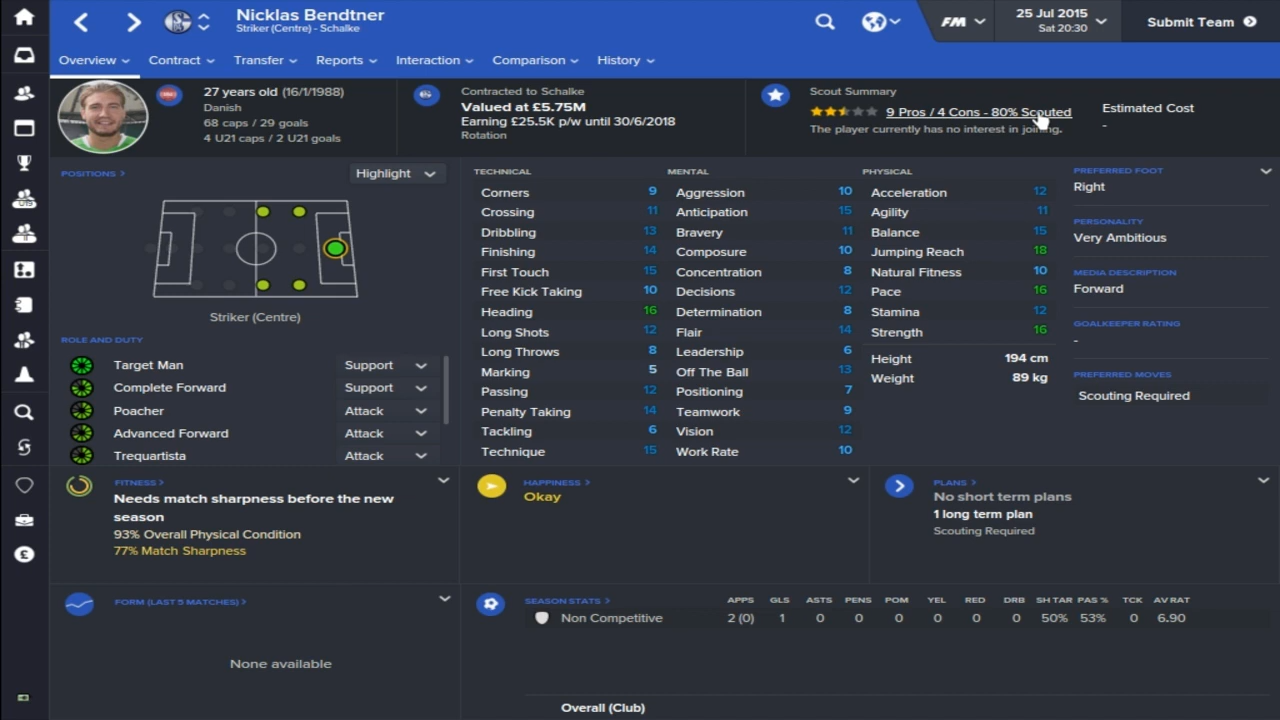 Nicklas Bendtner
Striker (Centre) - Schalke
FM
25 Jul 2015
Sat 20:30
Submit Team
Overview
Contract
Transfer
Reports
Interaction
Comparison
History
27 years old (16/1/1988)
Danish
68 caps / 29 goals
4 U21 caps / 2 U21 goals
Contracted to Schalke
Valued at £5.75M
Earning £25.5K p/w until 30/6/2018
Rotation
Scout Summary
9 Pros / 4 Cons - 80% Scouted
The player currently has no interest in joining.
Estimated Cost
-
POSITIONS >
Highlight
Striker (Centre)
ROLE AND DUTY
Target Man Support
Complete Forward Support
Poacher Attack
Advanced Forward Attack
Trequartista Attack
TECHNICAL
Corners 9
Crossing 11
Dribbling 13
Finishing 14
First Touch 15
Free Kick Taking 10
Heading 16
Long Shots 12
Long Throws 8
Marking 5
Passing 12
Penalty Taking 14
Tackling 6
Technique 15
MENTAL
Aggression 10
Anticipation 15
Bravery 11
Composure 10
Concentration 8
Decisions 12
Determination 8
Flair 14
Leadership 6
Off The Ball 13
Positioning 7
Teamwork 9
Vision 12
Work Rate 10
PHYSICAL
Acceleration 12
Agility 11
Balance 15
Jumping Reach 18
Natural Fitness 10
Pace 16
Stamina 12
Strength 16
Height 194 cm
Weight 89 kg
PREFERRED FOOT
Right
PERSONALITY
Very Ambitious
MEDIA DESCRIPTION
Forward
GOALKEEPER RATING
-
PREFERRED MOVES
Scouting Required
FITNESS >
Needs match sharpness before the new
season
93% Overall Physical Condition
77% Match Sharpness
HAPPINESS >
Okay
PLANS >
No short term plans
1 long term plan
Scouting Required
FORM (LAST 5 MATCHES) >
None available
SEASON STATS > APPS GLS ASTS PENS POM YEL RED DRB SH TAR PAS % TCK AV RAT
Non Competitive 2 (0) 1 0 0 0 0 0 0 50% 53% 0 6.90
Overall (Club)